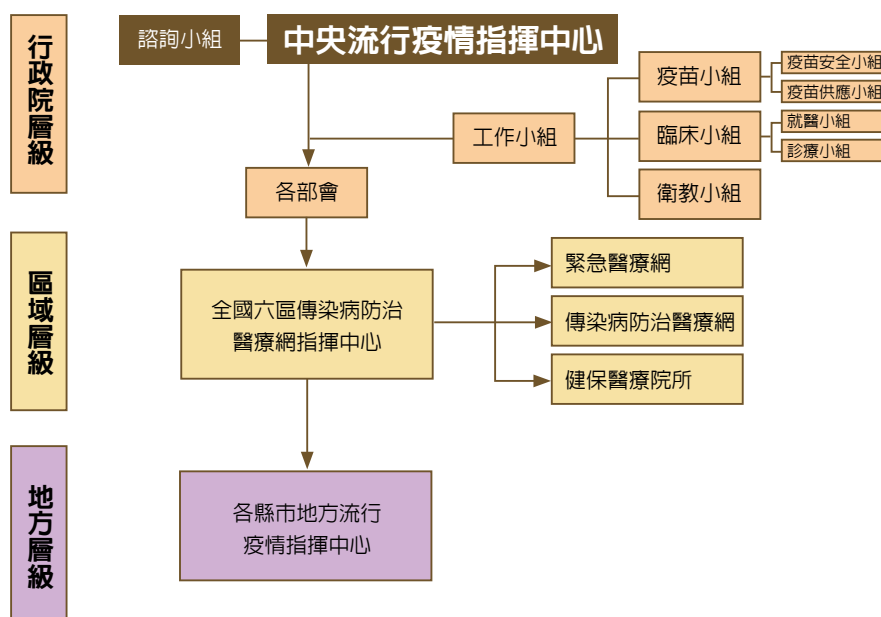 行政院層級
諮詢小組
中央流行疫情指揮中心
工作小組
疫苗小組
疫苗安全小組
疫苗供應小組
臨床小組
就醫小組
診療小組
衛教小組
各部會
區域層級
全國六區傳染病防治
醫療網指揮中心
緊急醫療網
傳染病防治醫療網
健保醫療院所
地方層級
各縣市地方流行
疫情指揮中心